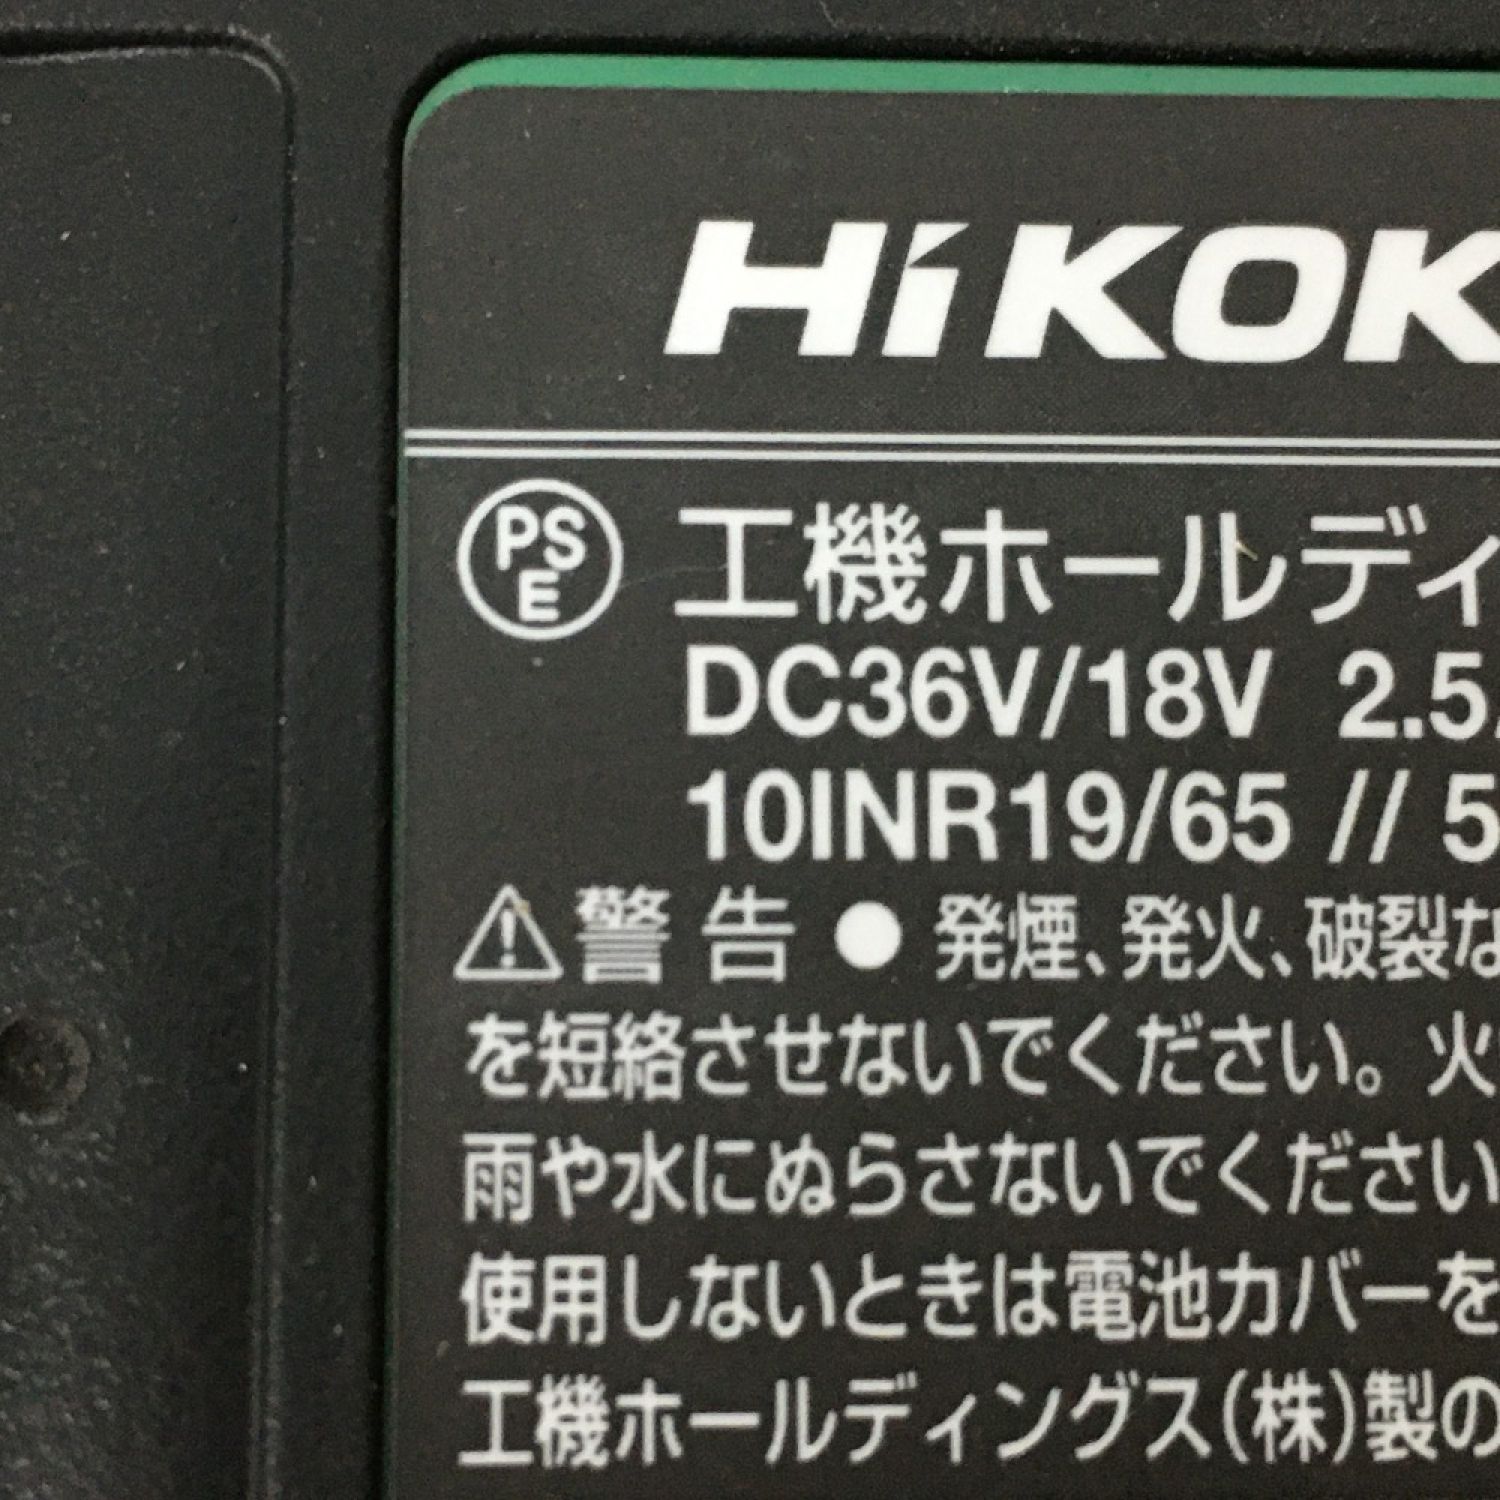 HiKOK
PSE 工機ホールディ
DC36V/18V 2.5
10INR19/65 // 5
⚠警告 ●発煙、発火、破裂な
を短絡させないでください。火
雨や水にぬらさないでください
使用しないときは電池カバーを
工機ホールディングス(株)製の